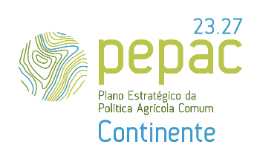 23.27
pepac
Plano Estratégico da
Política Agrícola Comum
Continente